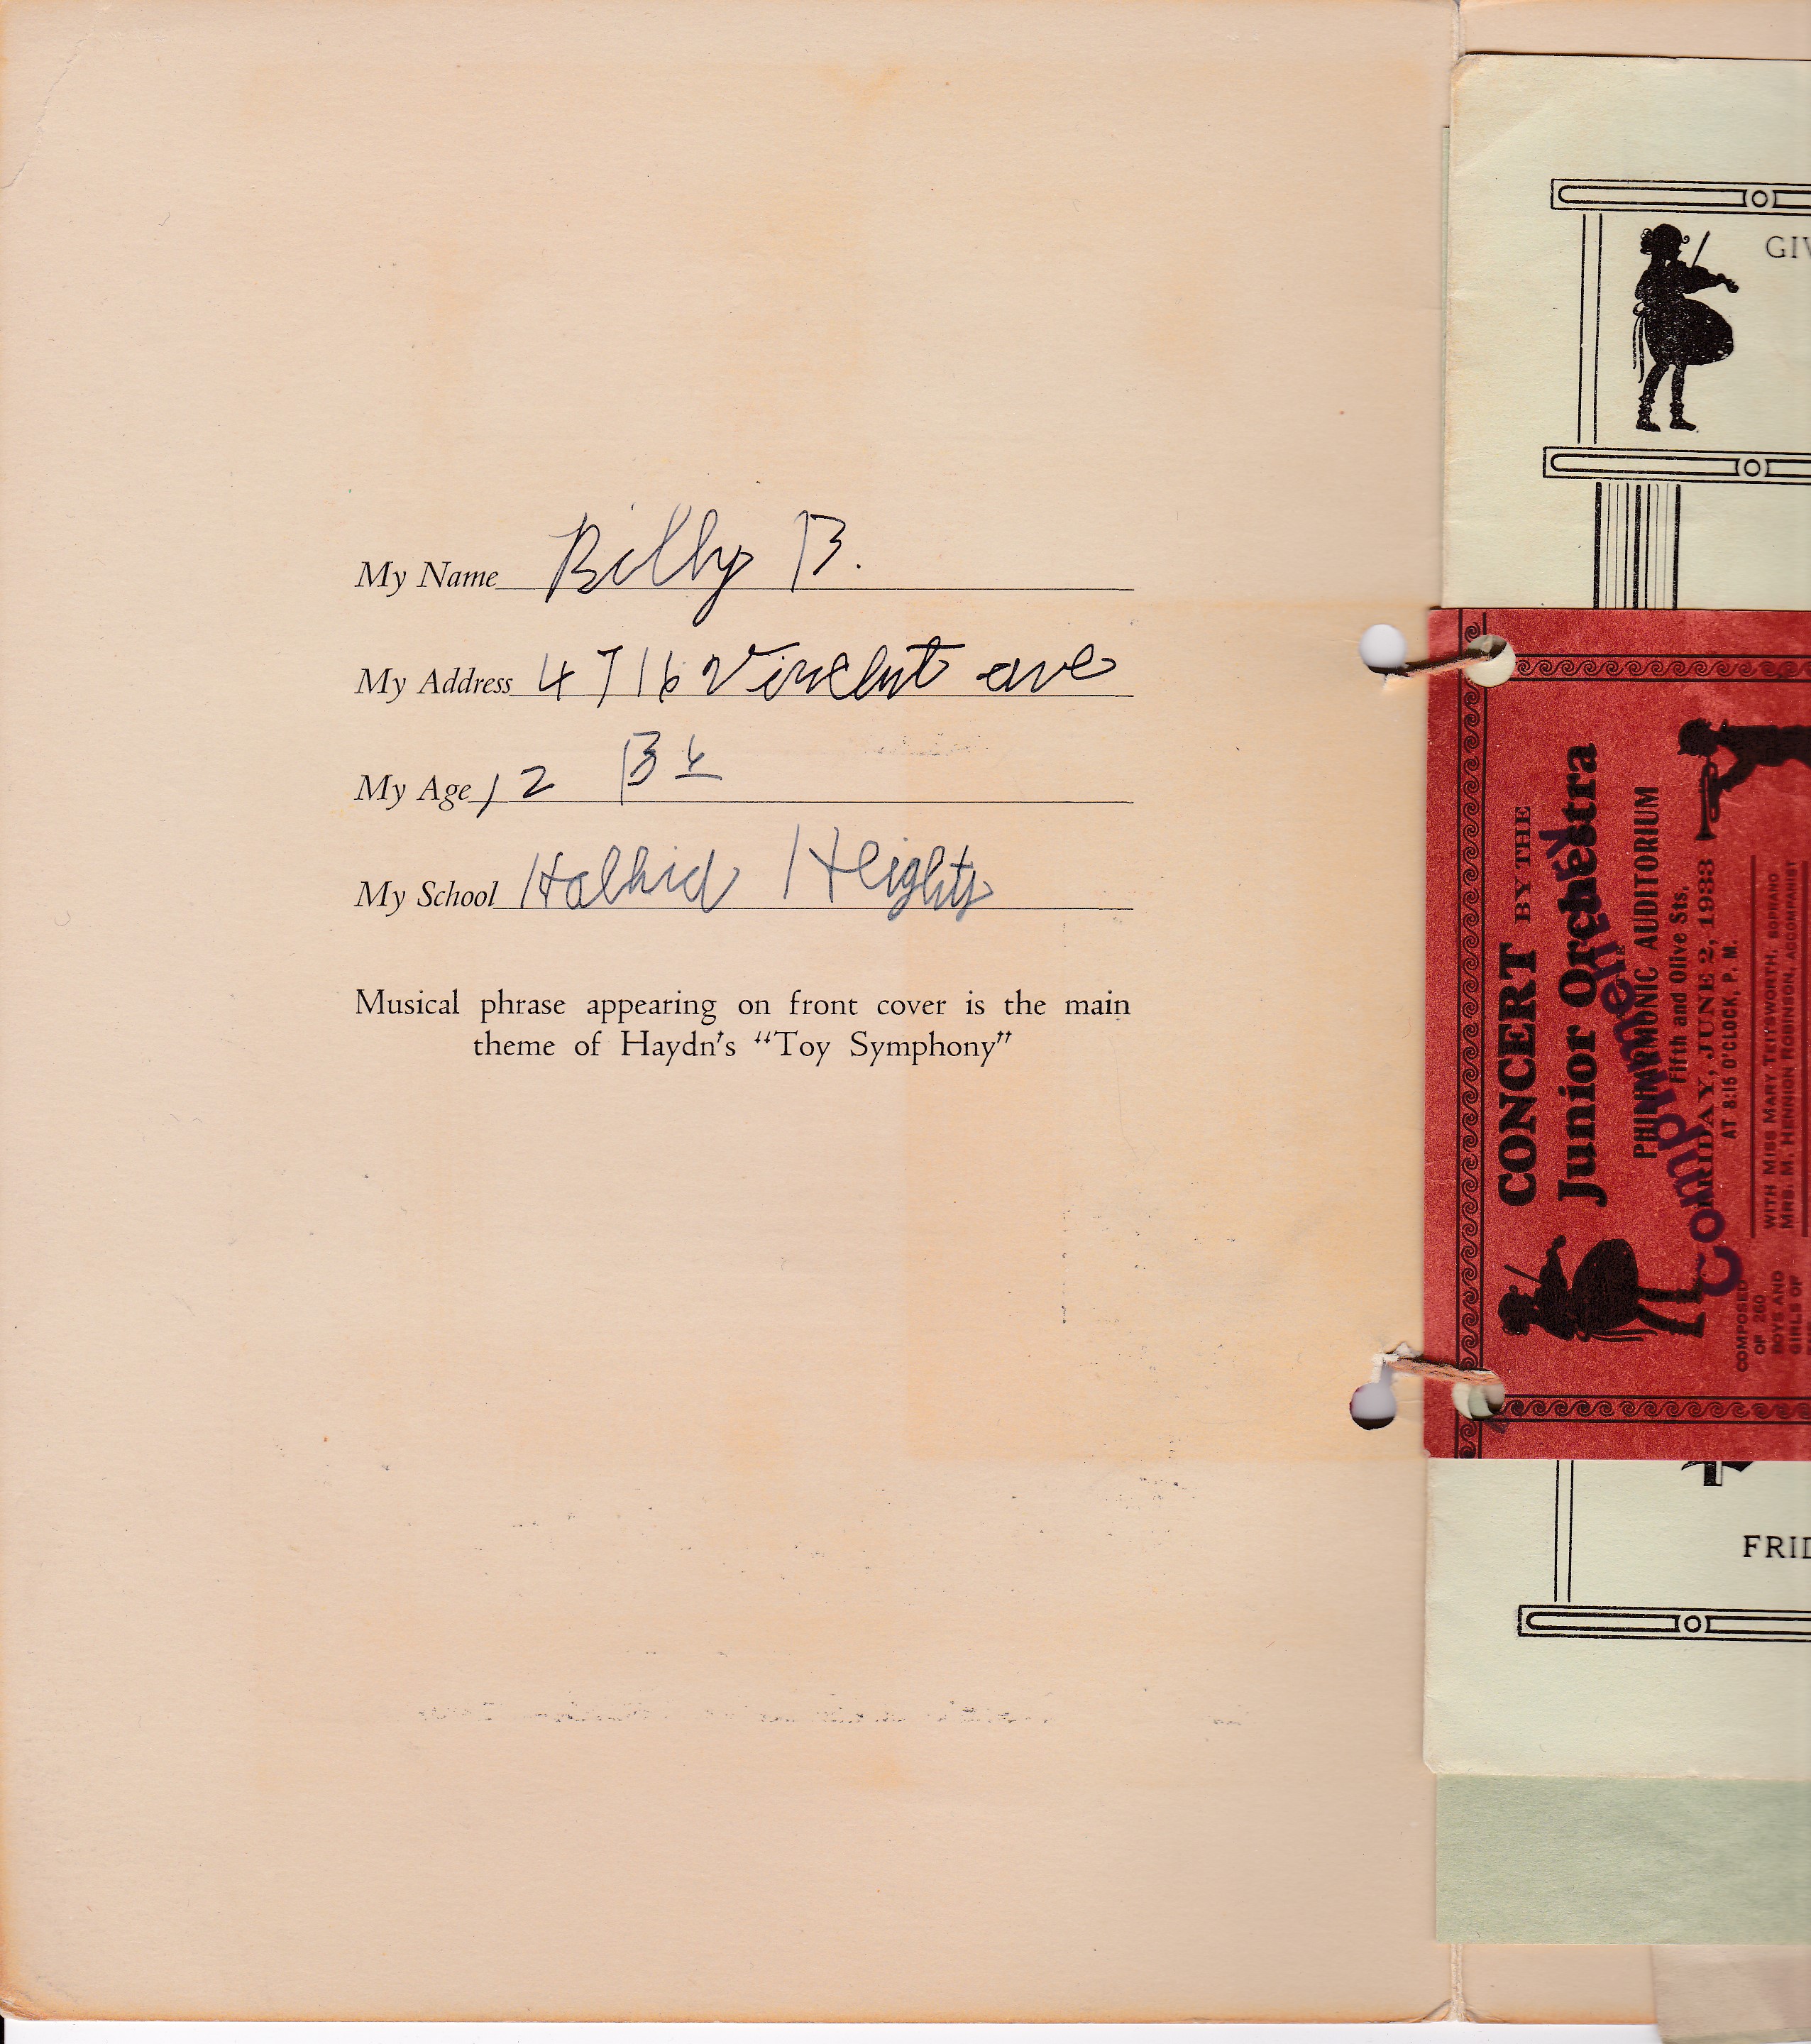 My Name Billy B.
My Address 4716 Vincent ave
My Age 12 B6
My School Heights
Musical phrase appearing on front cover is the main
theme of Haydn's "Toy Symphony"
GIV
CONCERT BY THE
Junior Orchestra
PHILHARMONIC AUDITORIUM
Fifth and Olive Sts.
FRIDAY, JUNE 2, 1933
AT 8:15 O'CLOCK, P. M.
WITH MISS MARY TEITSWORTH, SOPRANO
MRS. M. HENNION ROBINSON, ACCOMPANIST
COMPOSED
OF 260
BOYS AND
GIRLS OF
Complimentary
FRID